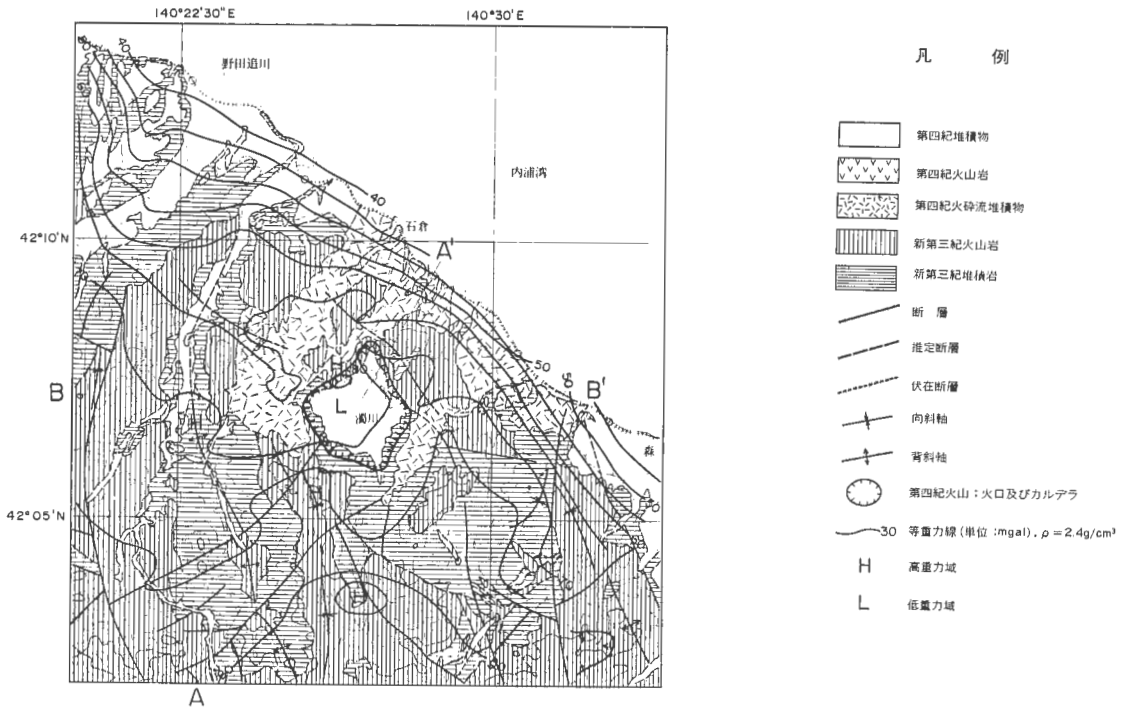 140°22'30"
140°30'E
野田追川
内浦湾
40
40
石倉
42°10'N
A'
H
50
B
B'
L
濁川
森
42°05'N
A
凡 例
第四紀堆積物
第四紀火山岩
第四紀火砕流堆積物
新第三紀火山岩
新第三紀堆積岩
断層
推定断層
伏在断層
向斜軸
背斜軸
第四紀火山:火口及びカルデラ
30 等重力線(単位:mgal),ρ=2.4g/cm³
H 高重力域
L 低重力域